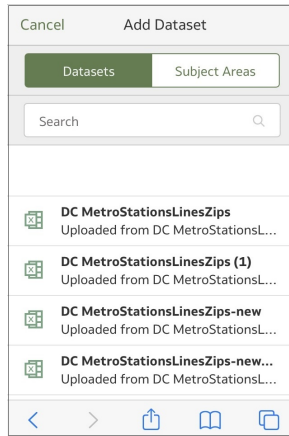 Cancel Add Dataset
Datasets Subject Areas
Search
DC MetroStationsLinesZips
Uploaded from DC MetroStationsL...
DC MetroStationsLinesZips (1)
Uploaded from DC MetroStationsL...
DC MetroStationsLinesZips-new
Uploaded from DC MetroStationsL...
DC MetroStationsLinesZips-new...
Uploaded from DC MetroStationsL...